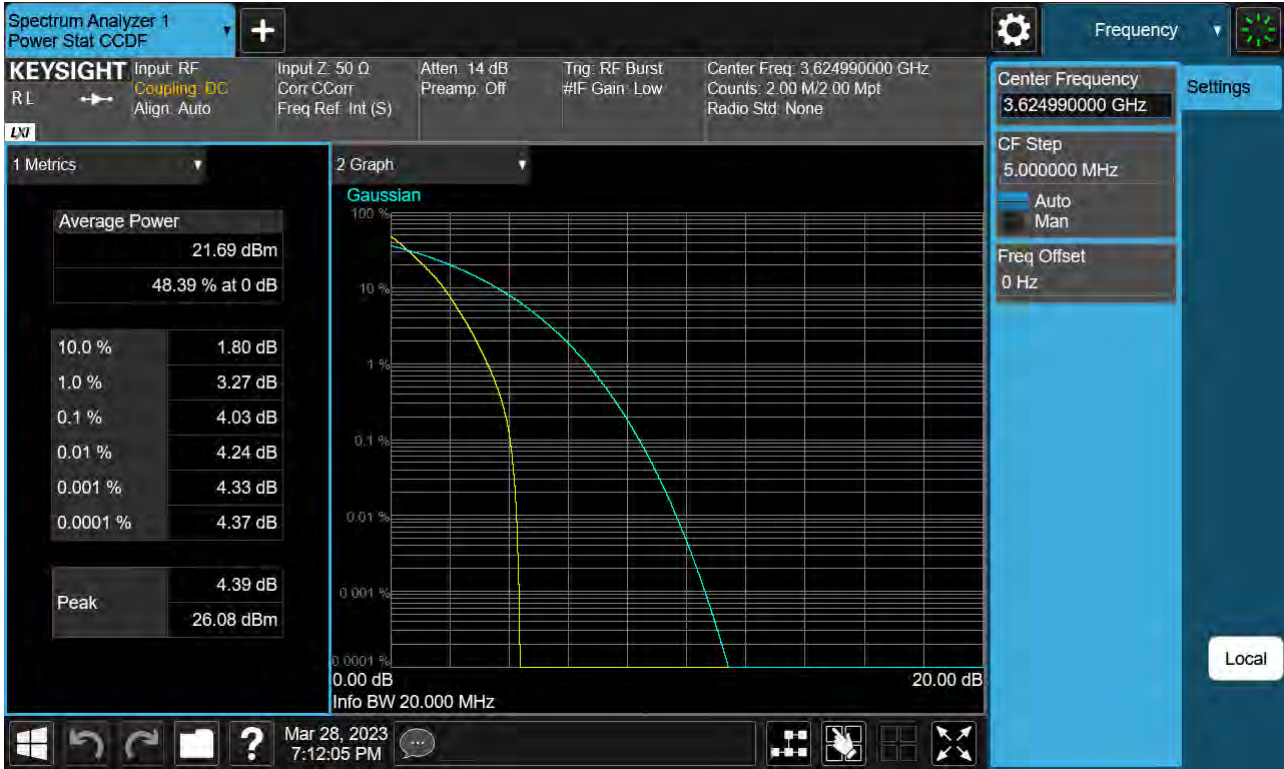 Spectrum Analyzer 1
Power Stat CCDF
Frequency
KEYSIGHT
R L
LXI
Input: RF
Coupling: DC
Align: Auto
Input Z: 50 Ω
Corr CCorr
Freq Ref: Int (S)
Atten: 14 dB
Preamp: Off
Trig: RF Burst
#IF Gain: Low
Center Freq: 3.624990000 GHz
Counts: 2.00 M/2.00 Mpt
Radio Std: None
Center Frequency
3.624990000 GHz
Settings
CF Step
5.000000 MHz
Auto
Man
Freq Offset
0 Hz
1 Metrics
Average Power
21.69 dBm
48.39 % at 0 dB
10.0 % 1.80 dB
1.0 % 3.27 dB
0.1 % 4.03 dB
0.01 % 4.24 dB
0.001 % 4.33 dB
0.0001 % 4.37 dB
Peak
4.39 dB
26.08 dBm
2 Graph
Gaussian
100 %
10 %
1 %
0.1 %
0.01 %
0.001 %
0.0001 %
0.00 dB 20.00 dB
Info BW 20.000 MHz
Local
?
Mar 28, 2023
7:12:05 PM